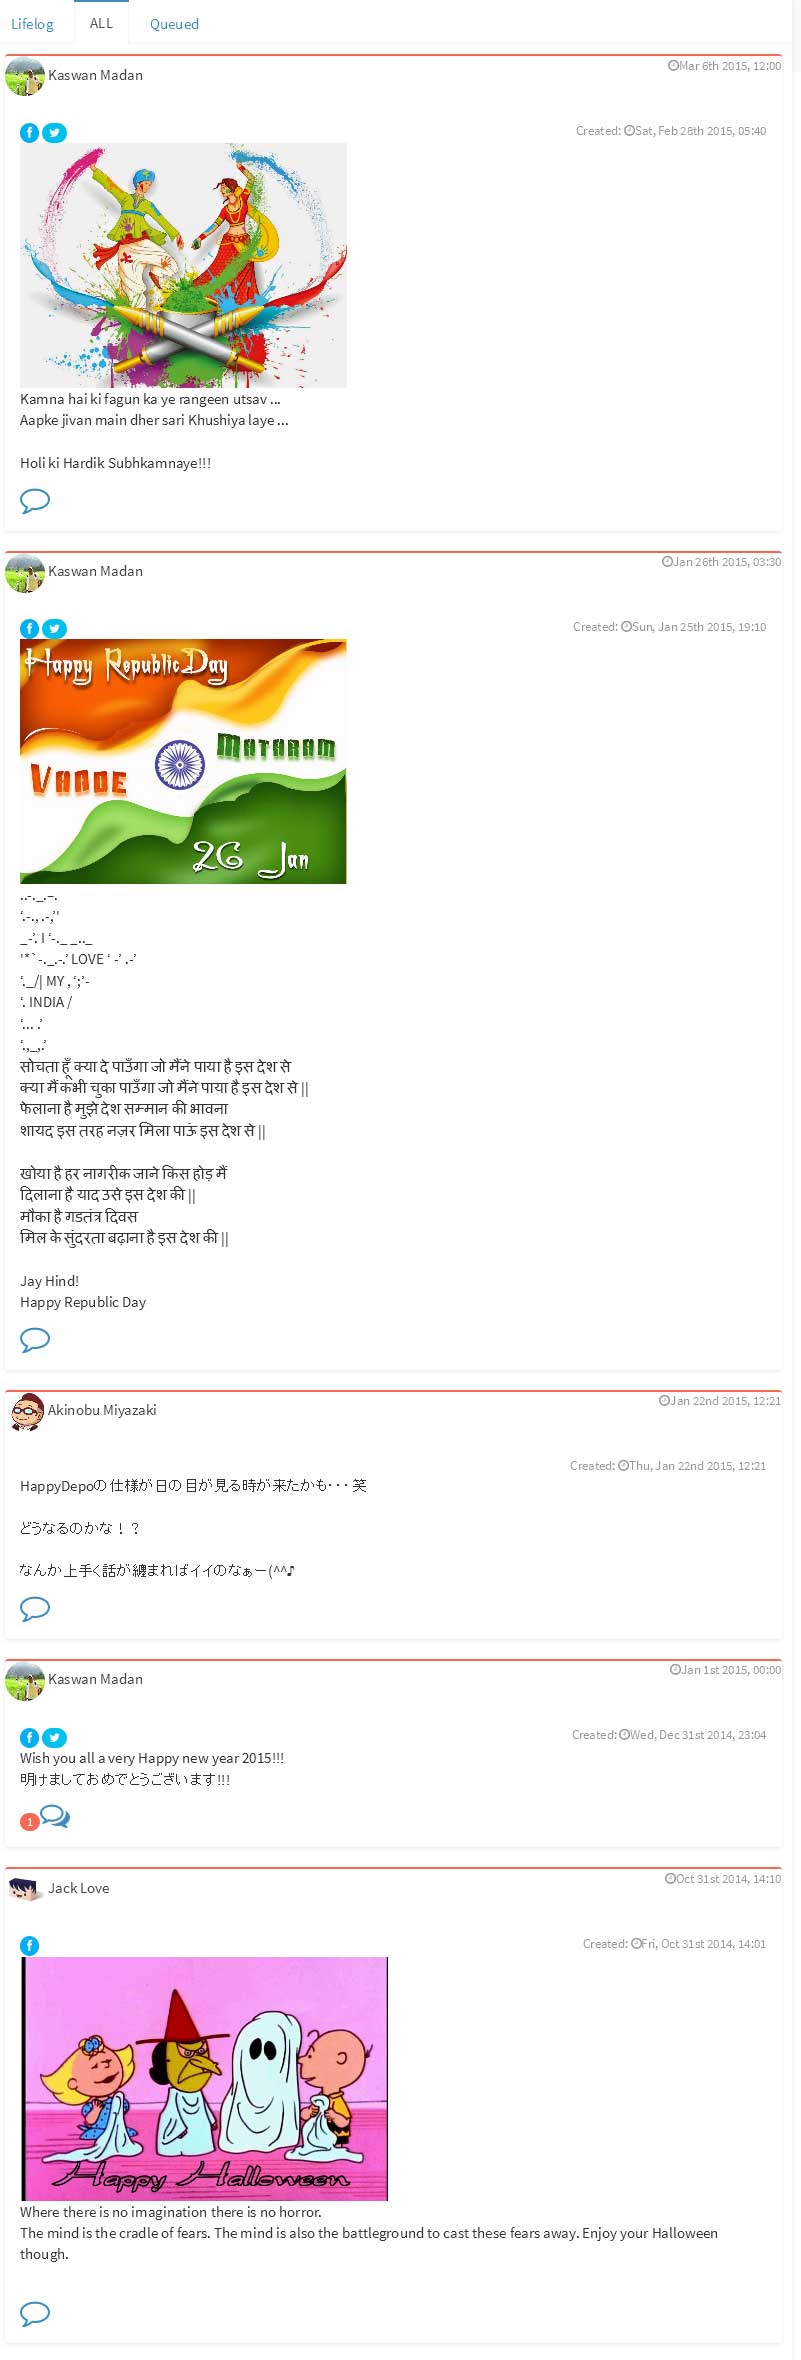 Lifelog ALL Queued
Kaswan Madan
Mar 6th 2015, 12:00
Created: Sat, Feb 28th 2015, 05:40
Kamna hai ki fagun ka ye rangeen utsav ...
Aapke jivan main dher sari Khushiya laye ...
Holi ki Hardik Subhkamnaye!!!
Kaswan Madan
Jan 26th 2015, 03:30
Created: Sun, Jan 25th 2015, 19:10
Happy Republic Day
Vande Mataram
26 Jan
..-._.-.
‘.-., .-,’'
_-’. I ‘-._ _.._
'*`-._.-.’ LOVE ‘ -’ .-’
‘._/| MY , ‘;’-
‘. INDIA /
‘... .’
‘.,_,.’
सोचता हूँ क्या दे पाउँगा जो मैंने पाया है इस देश से
क्या मैं कभी चुका पाउँगा जो मैंने पाया है इस देश से ||
फेलाना है मुझे देश सम्मान की भावना
शायद इस तरह नज़र मिला पाऊं इस देश से ||
खोया है हर नागरीक जाने किस होड़ मैं
दिलाना है याद उसे इस देश की ||
मौका है गडतंत्र दिवस
मिल के सुंदरता बढ़ाना है इस देश की ||
Jay Hind!
Happy Republic Day
Akinobu Miyazaki
Jan 22nd 2015, 12:21
Created: Thu, Jan 22nd 2015, 12:21
HappyDepoの仕様が日の目が見る時が来たかも・・・笑
どうなるのかな！？
なんか上手く話が纏まればイイのなぁー(^^♪
Kaswan Madan
Jan 1st 2015, 00:00
Created: Wed, Dec 31st 2014, 23:04
Wish you all a very Happy new year 2015!!!
明けましておめでとうございます!!!
1
Jack Love
Oct 31st 2014, 14:10
Created: Fri, Oct 31st 2014, 14:01
Happy Halloween
Where there is no imagination there is no horror.
The mind is the cradle of fears. The mind is also the battleground to cast these fears away. Enjoy your Halloween
though.